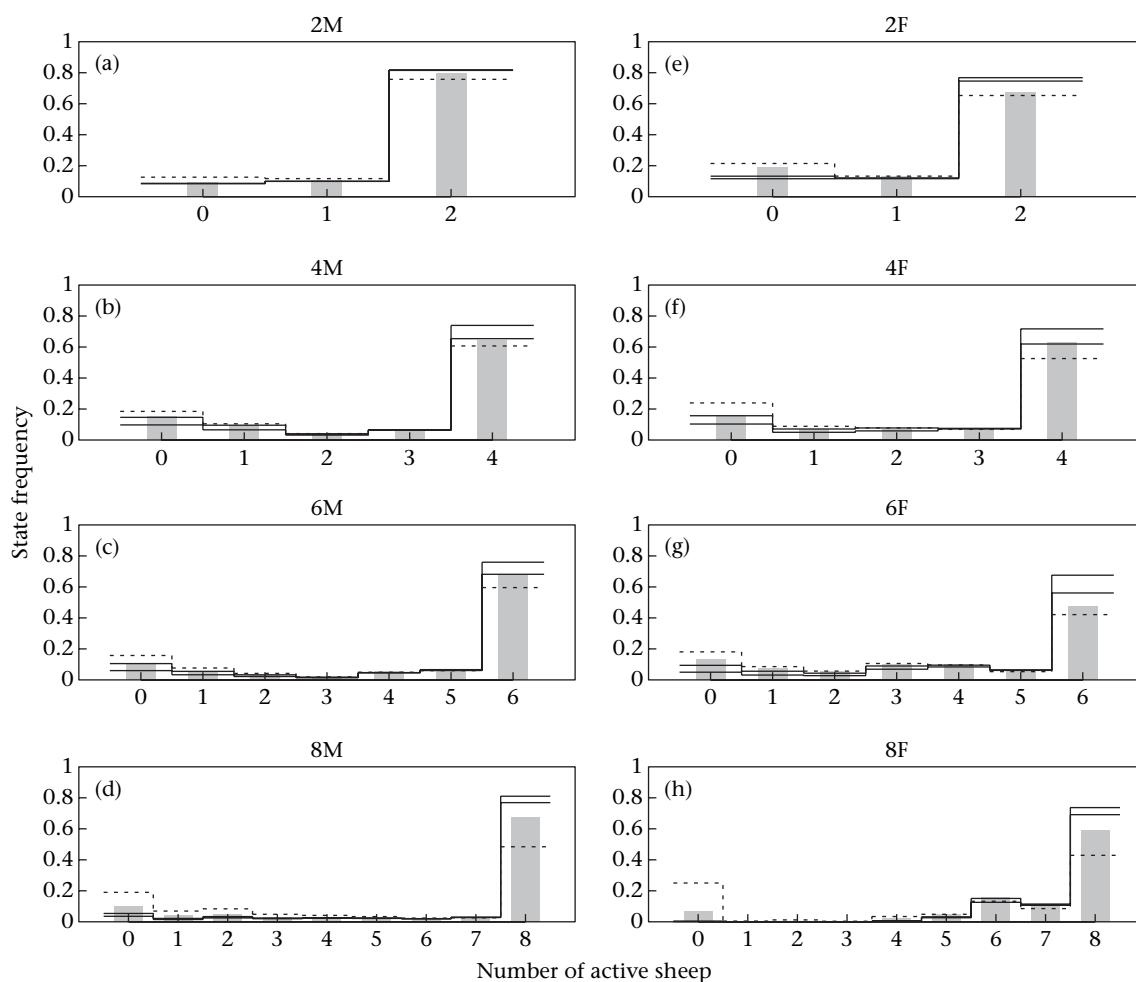 2M
(a)
1
0.8
0.6
0.4
0.2
0
0 1 2
2F
(e)
1
0.8
0.6
0.4
0.2
0
0 1 2
4M
(b)
1
0.8
0.6
0.4
0.2
0
0 1 2 3 4
4F
(f)
1
0.8
0.6
0.4
0.2
0
0 1 2 3 4
State frequency
6M
(c)
1
0.8
0.6
0.4
0.2
0
0 1 2 3 4 5 6
6F
(g)
1
0.8
0.6
0.4
0.2
0
0 1 2 3 4 5 6
8M
(d)
1
0.8
0.6
0.4
0.2
0
0 1 2 3 4 5 6 7 8
8F
(h)
1
0.8
0.6
0.4
0.2
0
0 1 2 3 4 5 6 7 8
Number of active sheep